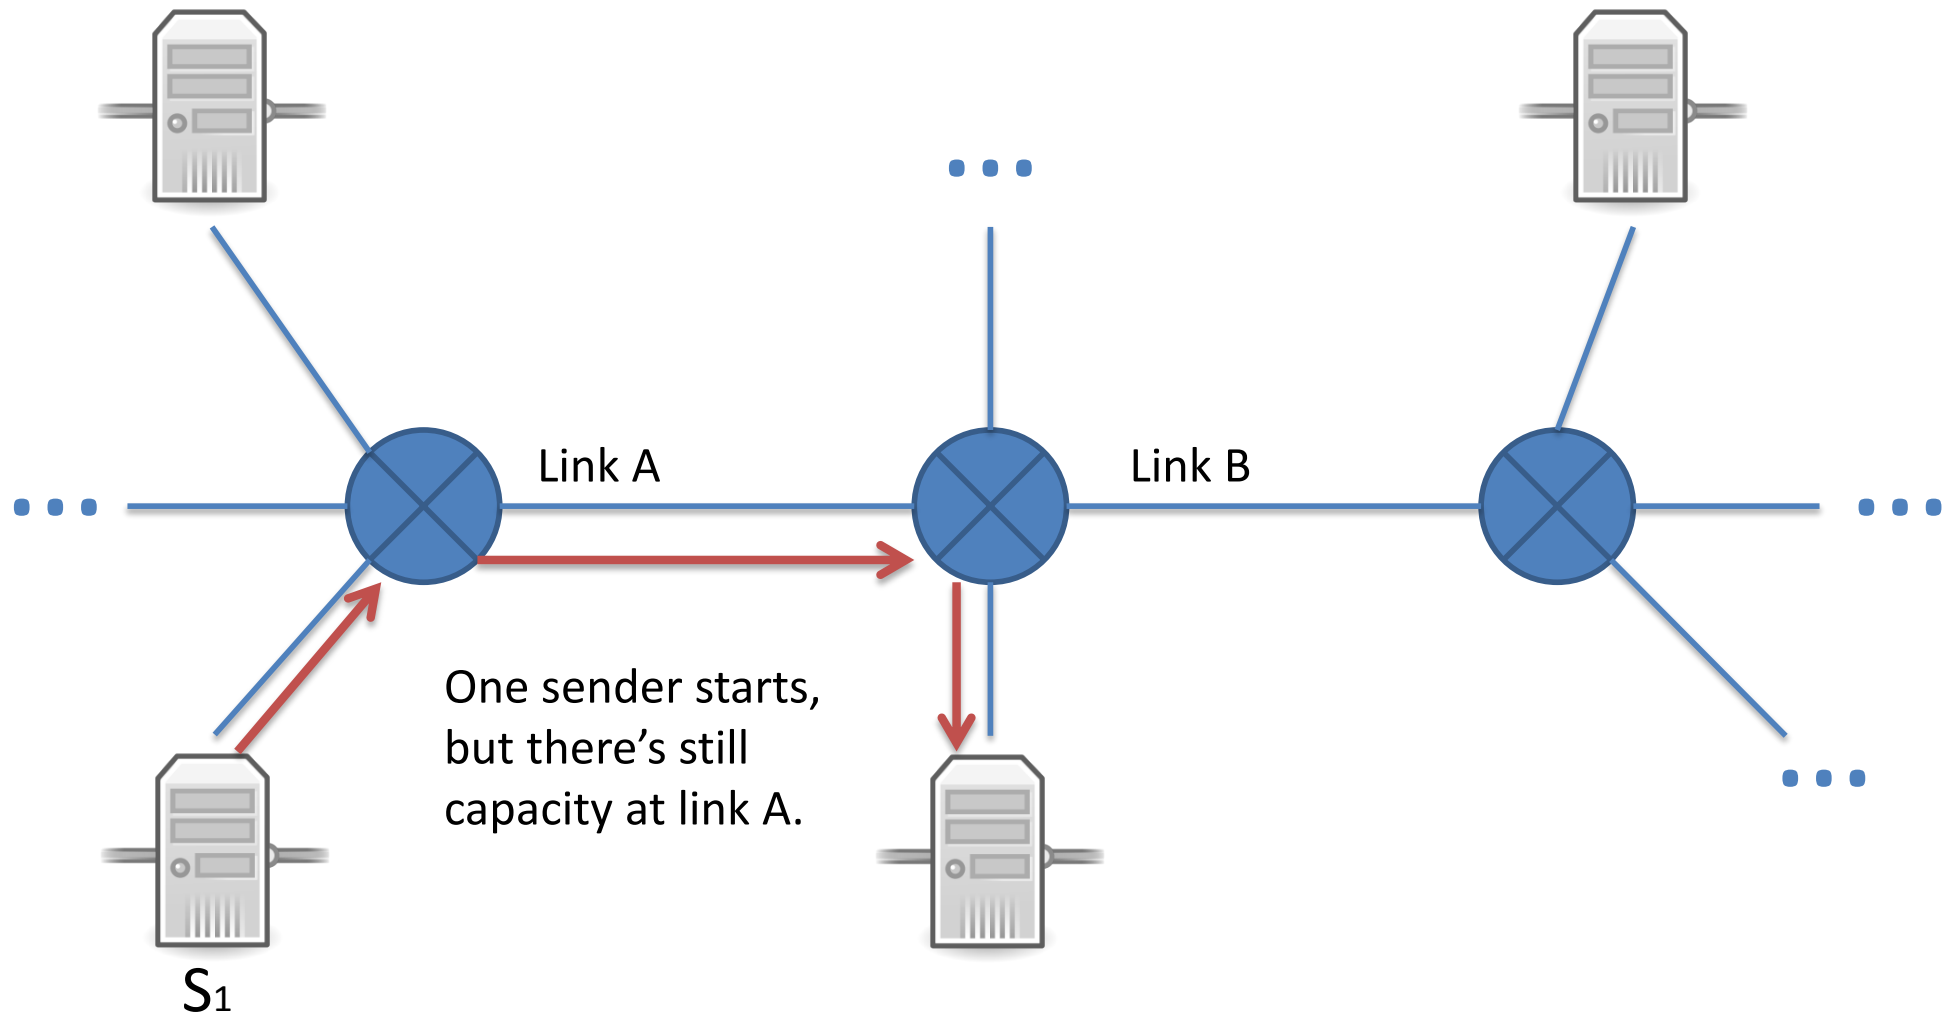 Link A
Link B
One sender starts,
but there’s still
capacity at link A.
S1